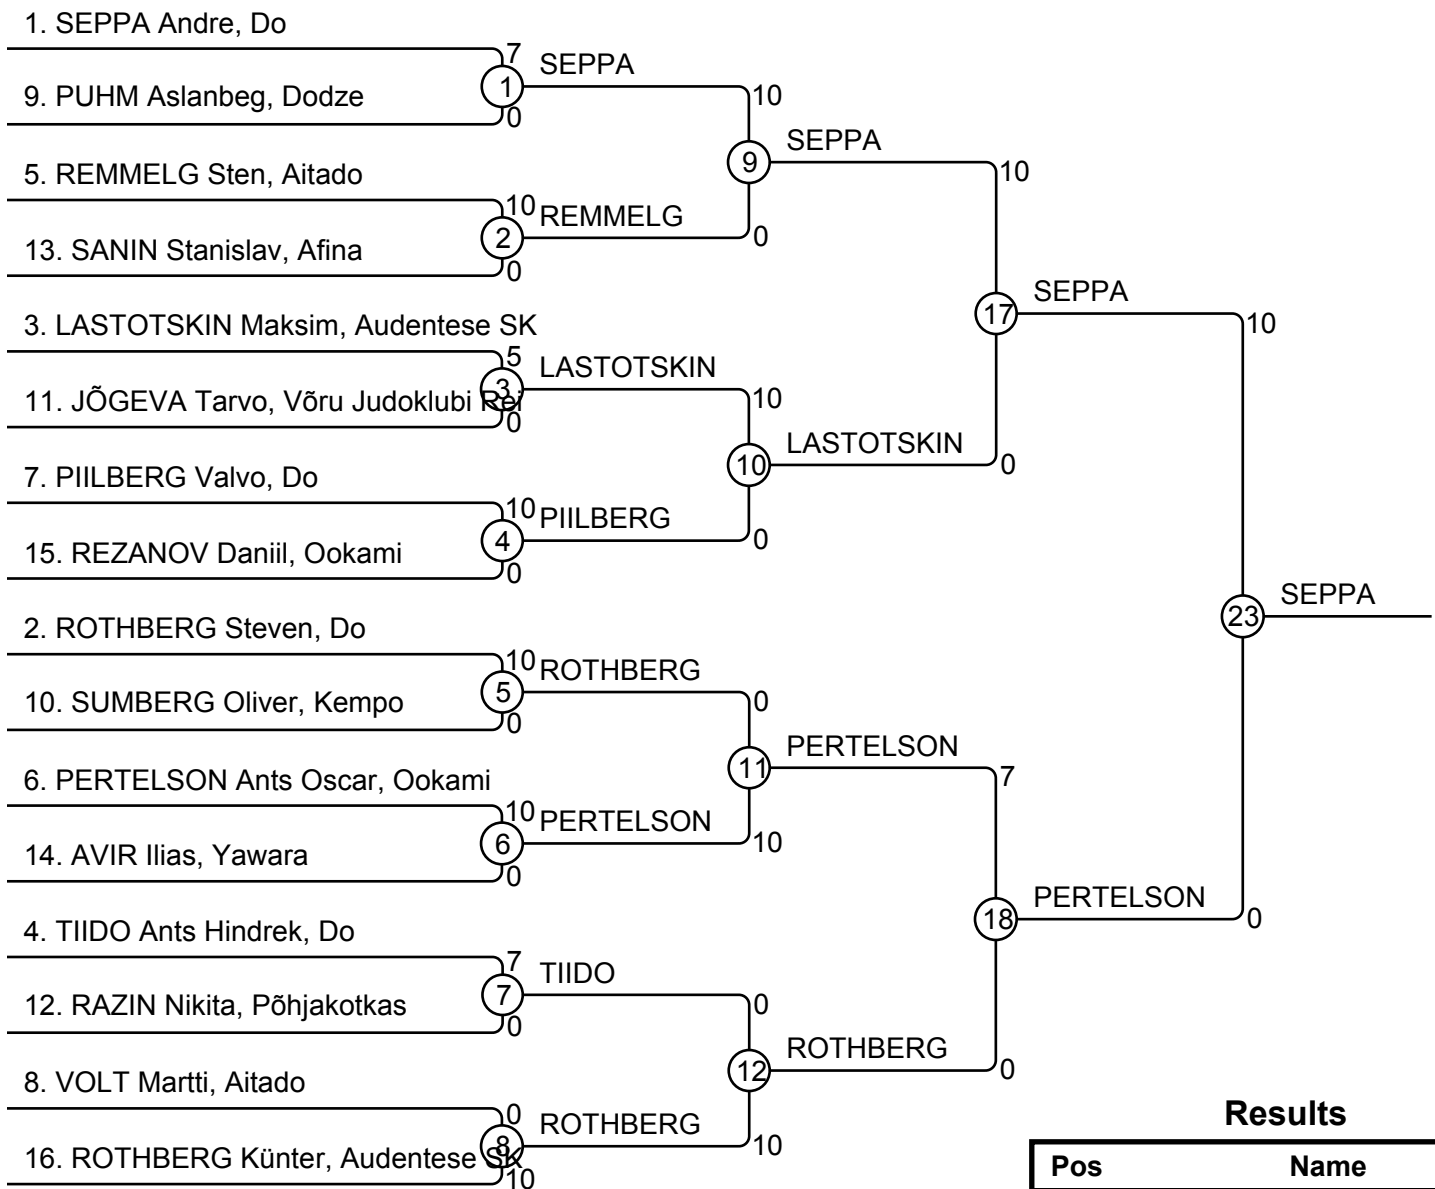 1. SEPPA Andre, Do
7
SEPPA
1
10
9. PUHM Aslanbeg, Dodze
0
SEPPA
9
10
5. REMMELG Sten, Aitado
10
REMMELG
2
0
13. SANIN Stanislav, Afina
0
SEPPA
17
10
3. LASTOTSKIN Maksim, Audentese SK
5
LASTOTSKIN
3
10
11. JÕGEVA Tarvo, Võru Judoklubi Rei
0
LASTOTSKIN
10
0
7. PIILBERG Valvo, Do
10
PIILBERG
4
0
15. REZANOV Daniil, Ookami
0
SEPPA
23
2. ROTHBERG Steven, Do
10
ROTHBERG
5
0
10. SUMBERG Oliver, Kempo
0
PERTELSON
11
7
6. PERTELSON Ants Oscar, Ookami
10
PERTELSON
6
10
14. AVIR Ilias, Yawara
0
PERTELSON
18
0
4. TIIDO Ants Hindrek, Do
7
TIIDO
7
0
12. RAZIN Nikita, Põhjakotkas
0
ROTHBERG
12
0
8. VOLT Martti, Aitado
0
ROTHBERG
8
10
16. ROTHBERG Künter, Audentese SK
10
Results
Pos Name